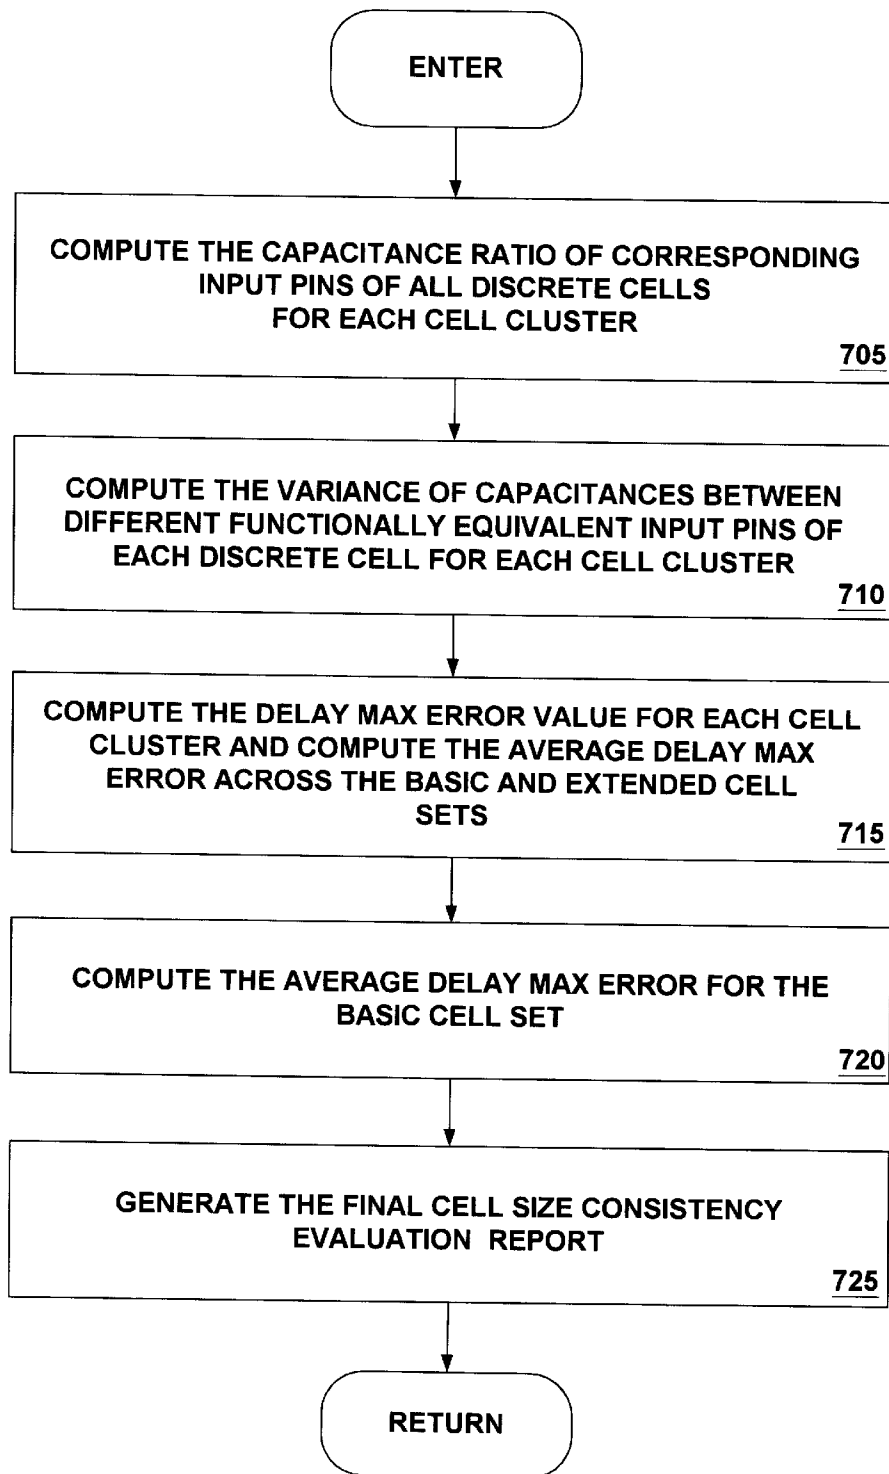 ENTER
COMPUTE THE CAPACITANCE RATIO OF CORRESPONDING
INPUT PINS OF ALL DISCRETE CELLS
FOR EACH CELL CLUSTER
705
COMPUTE THE VARIANCE OF CAPACITANCES BETWEEN
DIFFERENT FUNCTIONALLY EQUIVALENT INPUT PINS OF
EACH DISCRETE CELL FOR EACH CELL CLUSTER
710
COMPUTE THE DELAY MAX ERROR VALUE FOR EACH CELL
CLUSTER AND COMPUTE THE AVERAGE DELAY MAX
ERROR ACROSS THE BASIC AND EXTENDED CELL
SETS
715
COMPUTE THE AVERAGE DELAY MAX ERROR FOR THE
BASIC CELL SET
720
GENERATE THE FINAL CELL SIZE CONSISTENCY
EVALUATION REPORT
725
RETURN